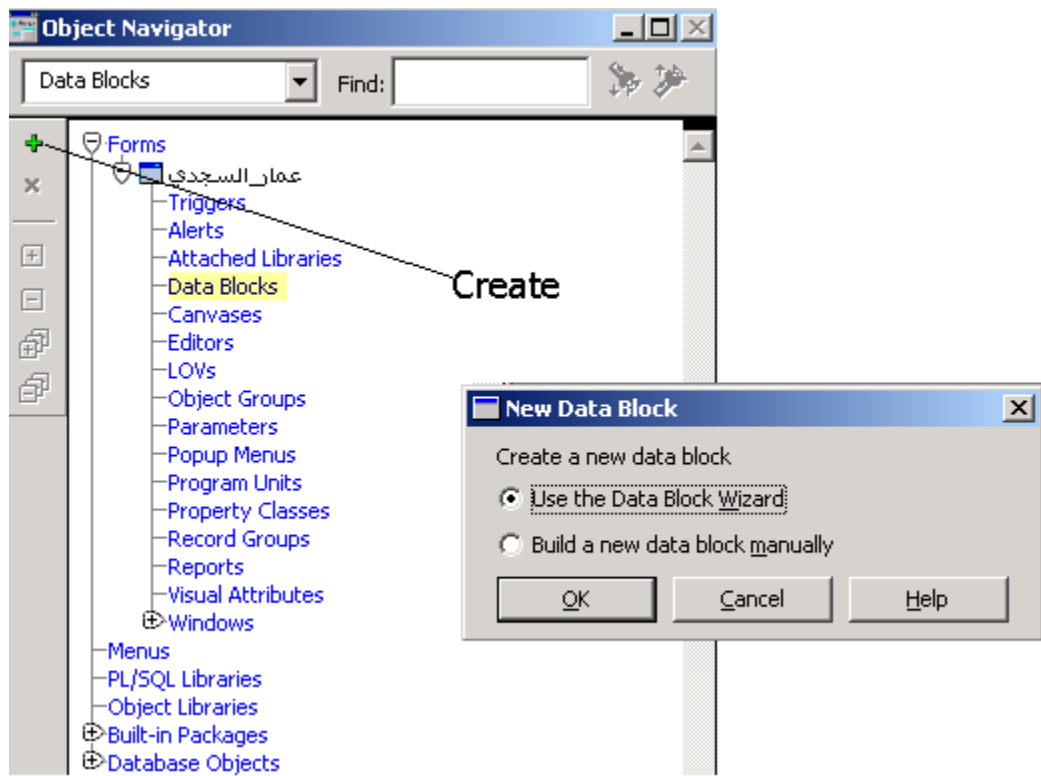 Object Navigator
Data Blocks Find:
Forms
عمار_السجدي
Triggers
Alerts
Attached Libraries
Data Blocks
Create
Canvases
Editors
LOVs
Object Groups
Parameters
Popup Menus
Program Units
Property Classes
Record Groups
Reports
Visual Attributes
Windows
Menus
PL/SQL Libraries
Object Libraries
Built-in Packages
Database Objects
New Data Block
Create a new data block
Use the Data Block Wizard
Build a new data block manually
OK Cancel Help